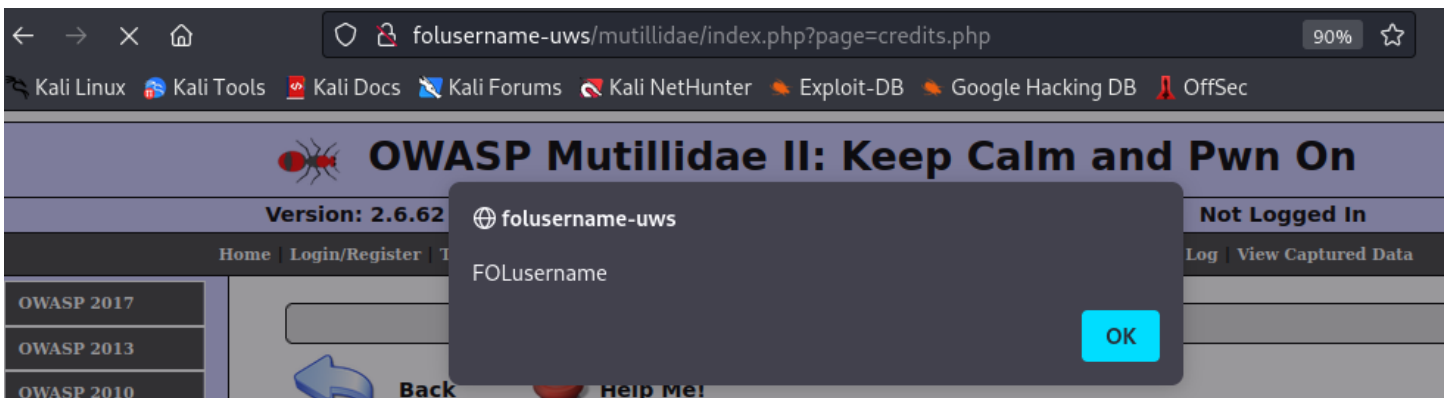 folusername-uws/mutillidae/index.php?page=credits.php 90%
Kali Linux Kali Tools Kali Docs Kali Forums Kali NetHunter Exploit-DB Google Hacking DB OffSec
OWASP Mutillidae II: Keep Calm and Pwn On
Version: 2.6.62 Not Logged In
folusername-uws
Home | Login/Register | T Log | View Captured Data
FOLusername
OK
OWASP 2017
OWASP 2013
OWASP 2010
Back Help Me!